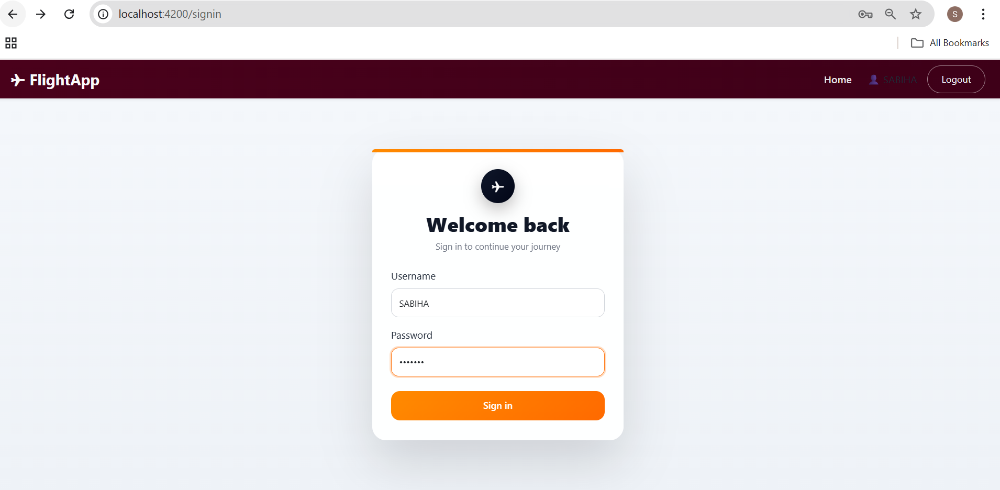 localhost:4200/signin
S
All Bookmarks
FlightApp
Home
SABIHA
Logout
Welcome back
Sign in to continue your journey
Username
SABIHA
Password
•••••••
Sign in